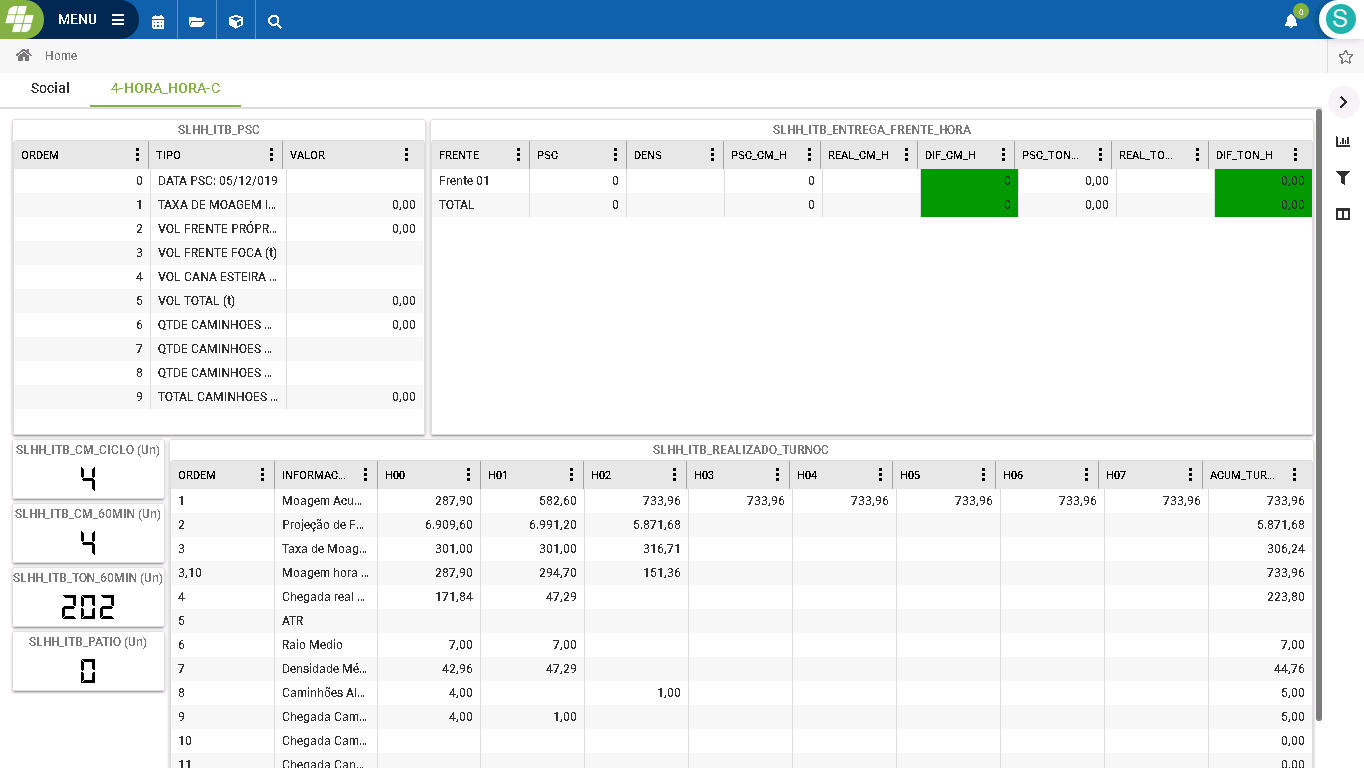 MENU
0
S
Home
Social 4-HORA_HORA-C
SLHH_ITB_PSC
ORDEM TIPO VALOR
0 DATA PSC: 05/12/019
1 TAXA DE MOAGEM I... 0,00
2 VOL FRENTE PRÓPR... 0,00
3 VOL FRENTE FOCA (t)
4 VOL CANA ESTEIRA ...
5 VOL TOTAL (t) 0,00
6 QTDE CAMINHOES ... 0,00
7 QTDE CAMINHOES ...
8 QTDE CAMINHOES ...
9 TOTAL CAMINHOES ... 0,00
SLHH_ITB_ENTREGA_FRENTE_HORA
FRENTE PSC DENS PSC_CM_H REAL_CM_H DIF_CM_H PSC_TON... REAL_TO... DIF_TON_H
Frente 01 0 0 0 0,00 0,00
TOTAL 0 0 0 0,00 0,00
SLHH_ITB_CM_CICLO (Un)
4
SLHH_ITB_CM_60MIN (Un)
4
SLHH_ITB_TON_60MIN (Un)
202
SLHH_ITB_PATIO (Un)
0
SLHH_ITB_REALIZADO_TURNOC
ORDEM INFORMAC... H00 H01 H02 H03 H04 H05 H06 H07 ACUM_TUR...
1 Moagem Acu... 287,90 582,60 733,96 733,96 733,96 733,96 733,96 733,96 733,96
2 Projeção de F... 6.909,60 6.991,20 5.871,68 5.871,68
3 Taxa de Moag... 301,00 301,00 316,71 306,24
3,10 Moagem hora ... 287,90 294,70 151,36 733,96
4 Chegada real ... 171,84 47,29 223,80
5 ATR
6 Raio Medio 7,00 7,00 7,00
7 Densidade Mé... 42,96 47,29 44,76
8 Caminhões Al... 4,00 1,00 5,00
9 Chegada Cam... 4,00 1,00 5,00
10 Chegada Cam... 0,00
11 Chegada Can... 0,00